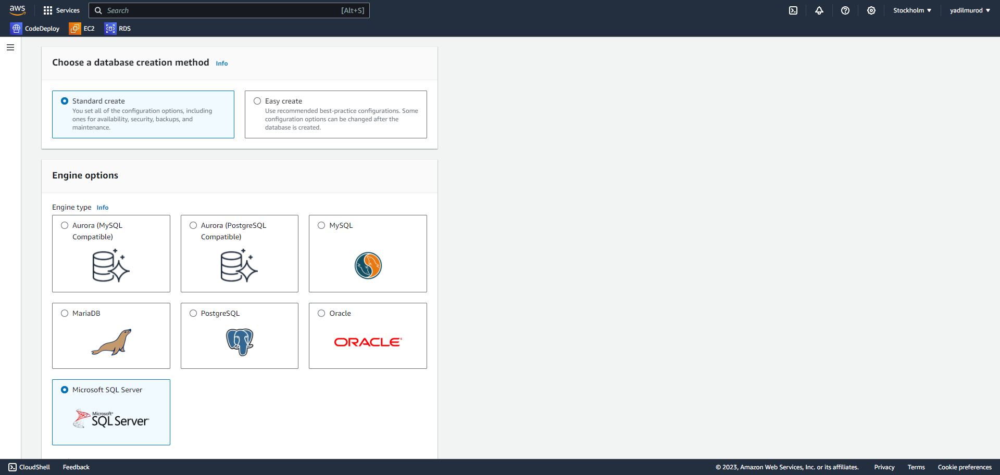 aws
Services
Search
[Alt+S]
Stockholm
yadilmurod
CodeDeploy
EC2
RDS
Choose a database creation method Info
Standard create
You set all of the configuration options, including
ones for availability, security, backups, and
maintenance.
Easy create
Use recommended best-practice configurations. Some
configuration options can be changed after the
database is created.
Engine options
Engine type Info
Aurora (MySQL
Compatible)
Aurora (PostgreSQL
Compatible)
MySQL
MariaDB
PostgreSQL
Oracle
ORACLE®
Microsoft SQL Server
Microsoft®
SQL Server®
CloudShell
Feedback
© 2023, Amazon Web Services, Inc. or its affiliates.
Privacy
Terms
Cookie preferences